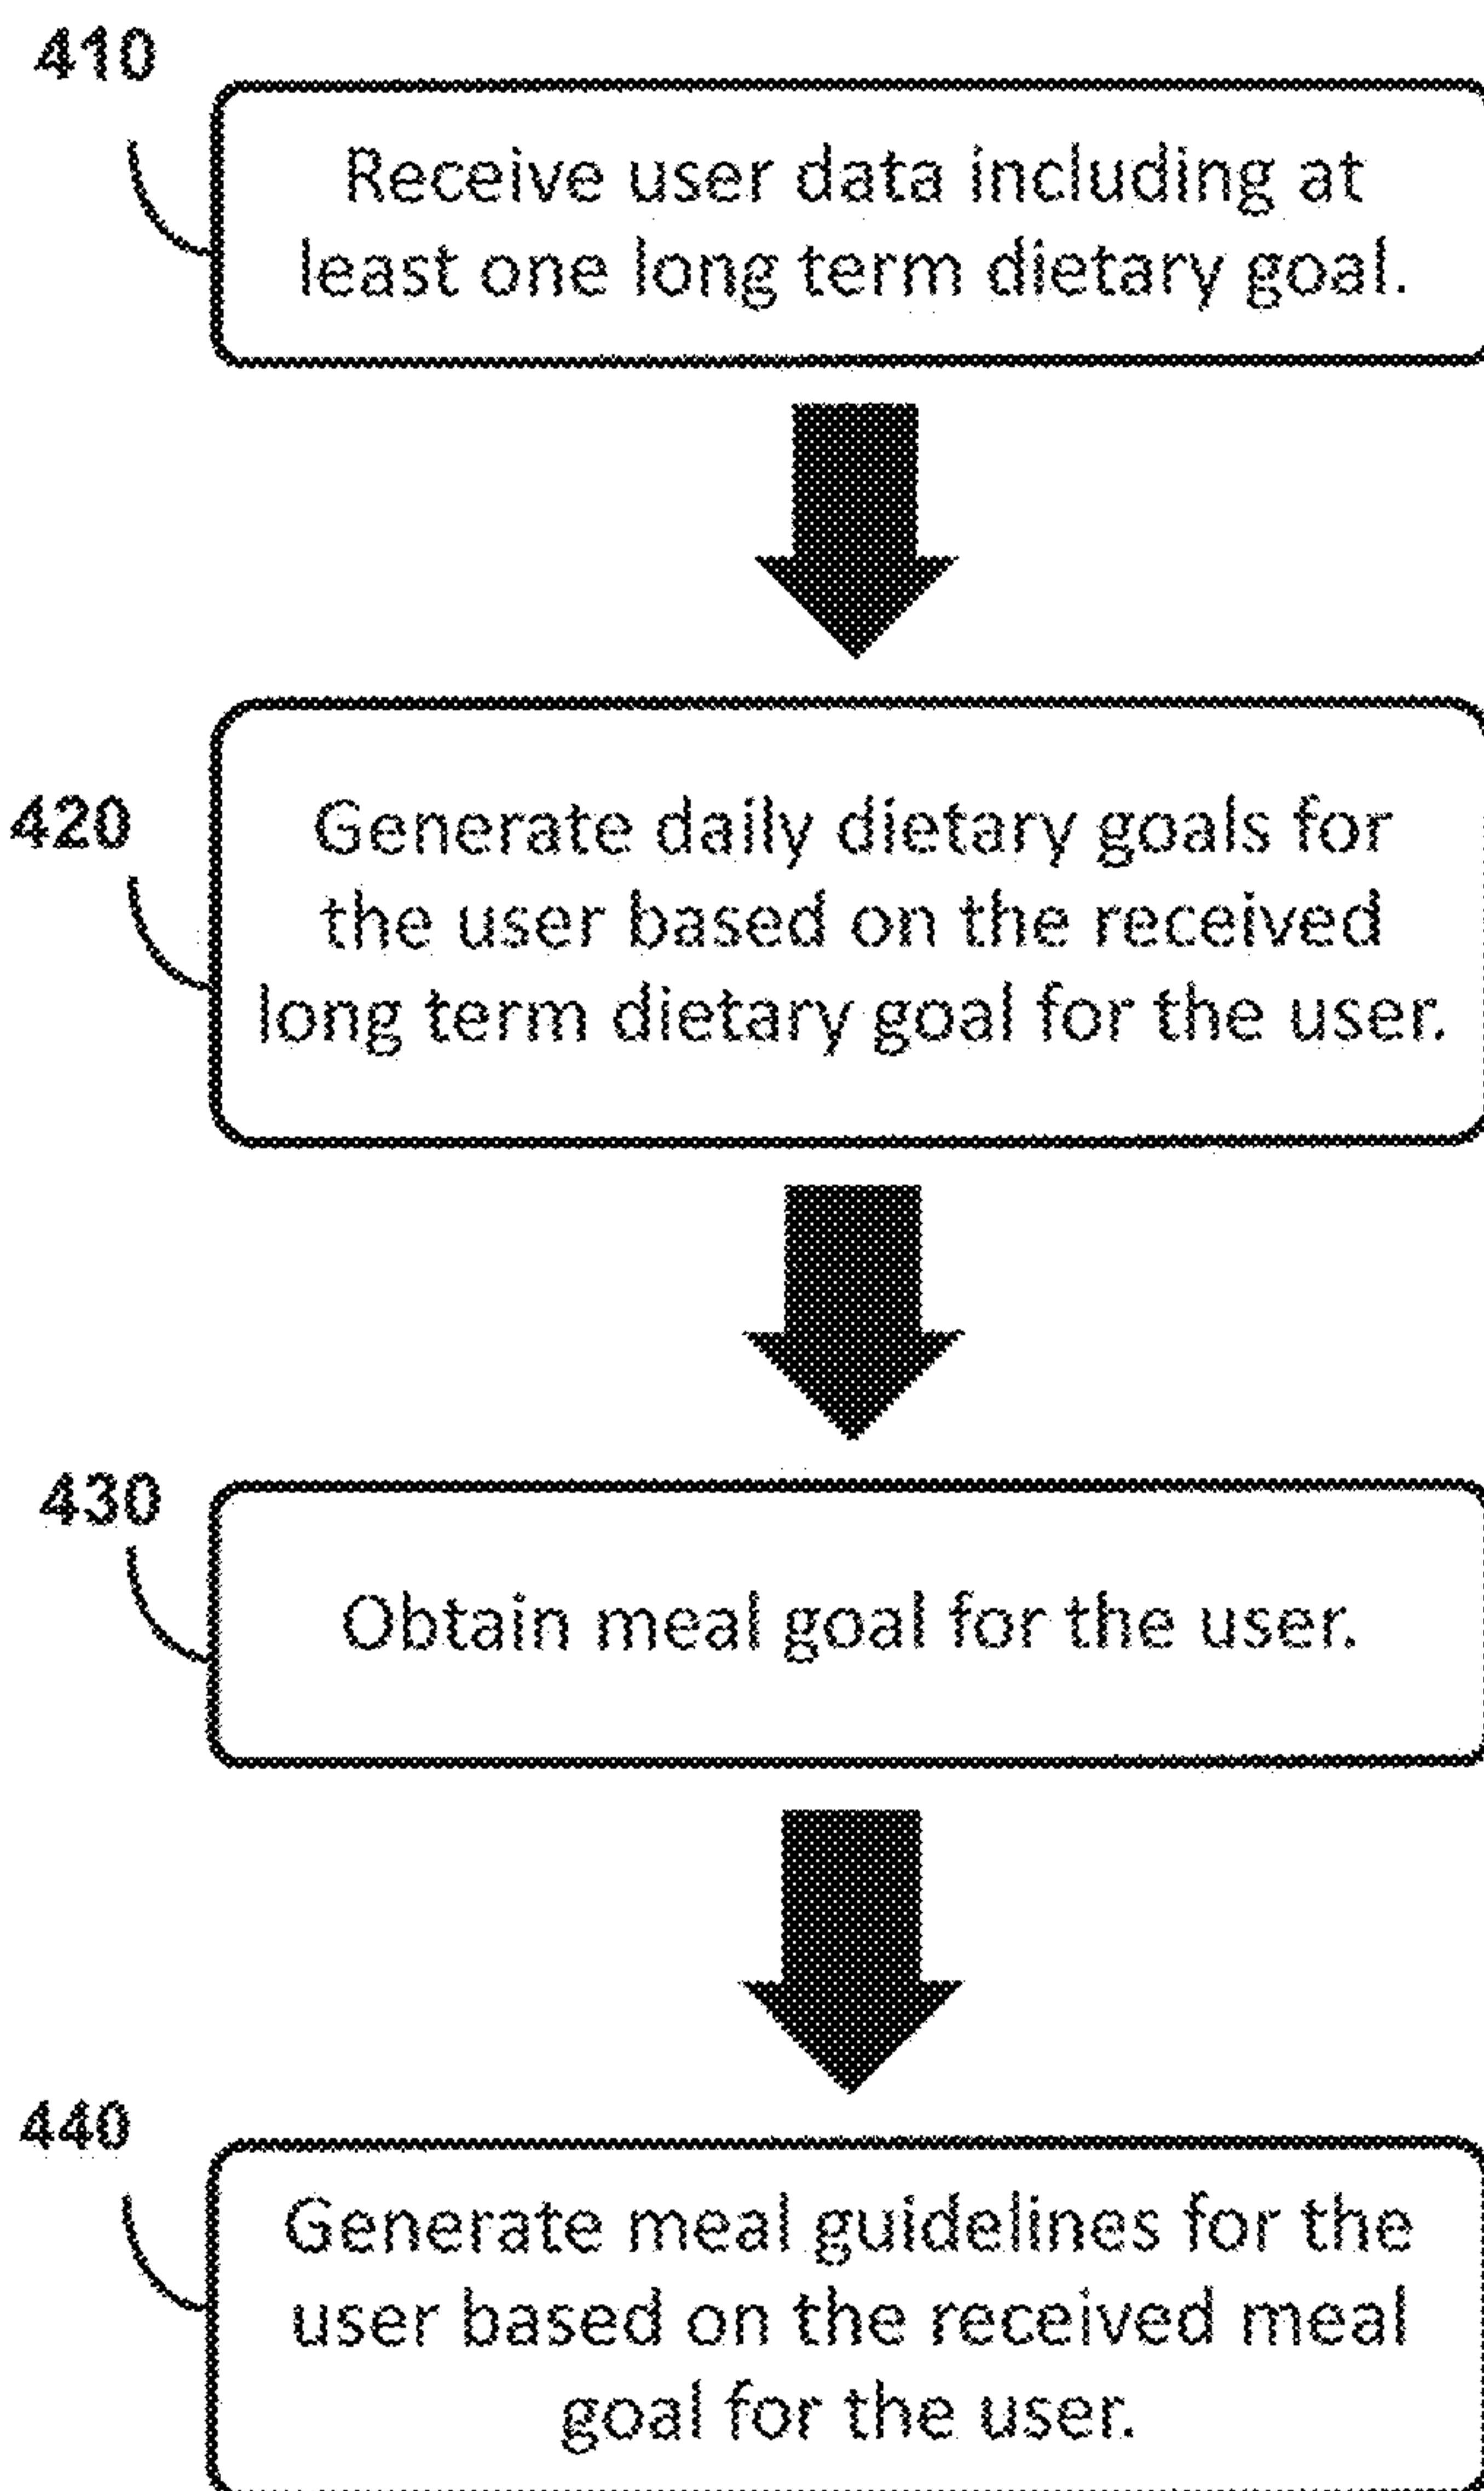 410
Receive user data including at
least one long term dietary goal.
420
Generate daily dietary goals for
the user based on the received
long term dietary goal for the user.
430
Obtain meal goal for the user.
440
Generate meal guidelines for the
user based on the received meal
goal for the user.